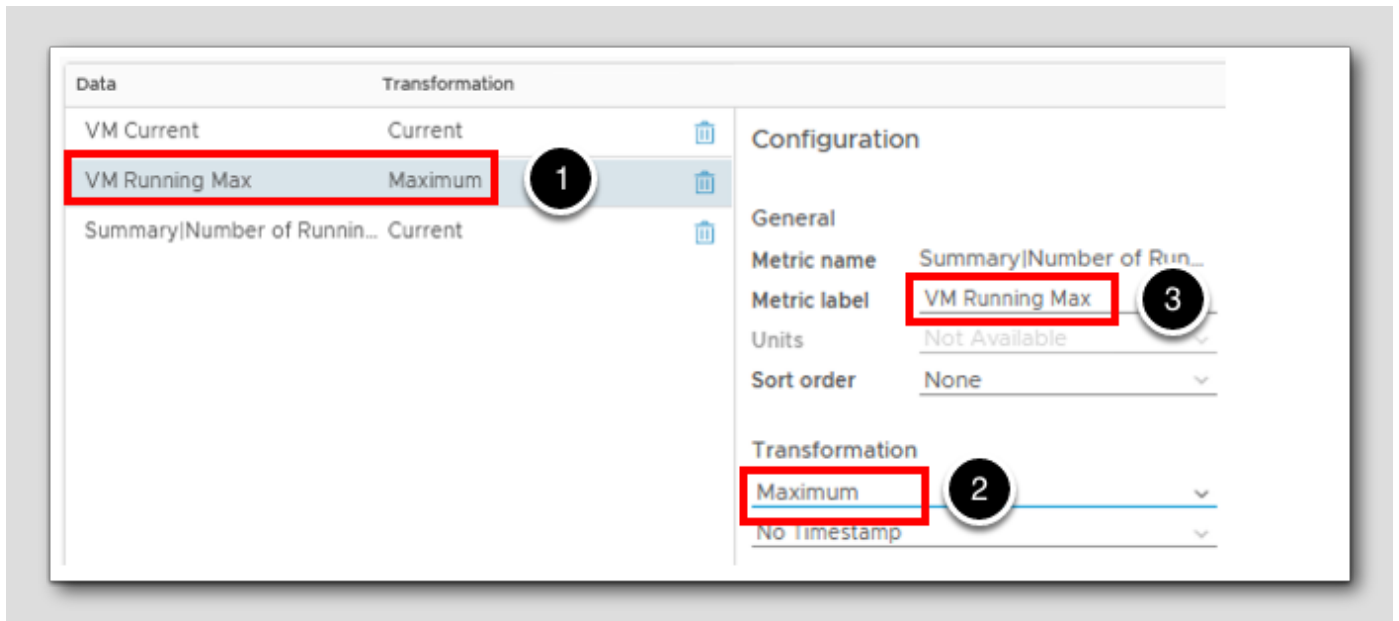 Data Transformation
VM Current Current
VM Running Max Maximum 1
Summary|Number of Runnin... Current
Configuration
General
Metric name Summary|Number of Run...
Metric label VM Running Max 3
Units Not Available
Sort order None
Transformation
Maximum 2
No Timestamp